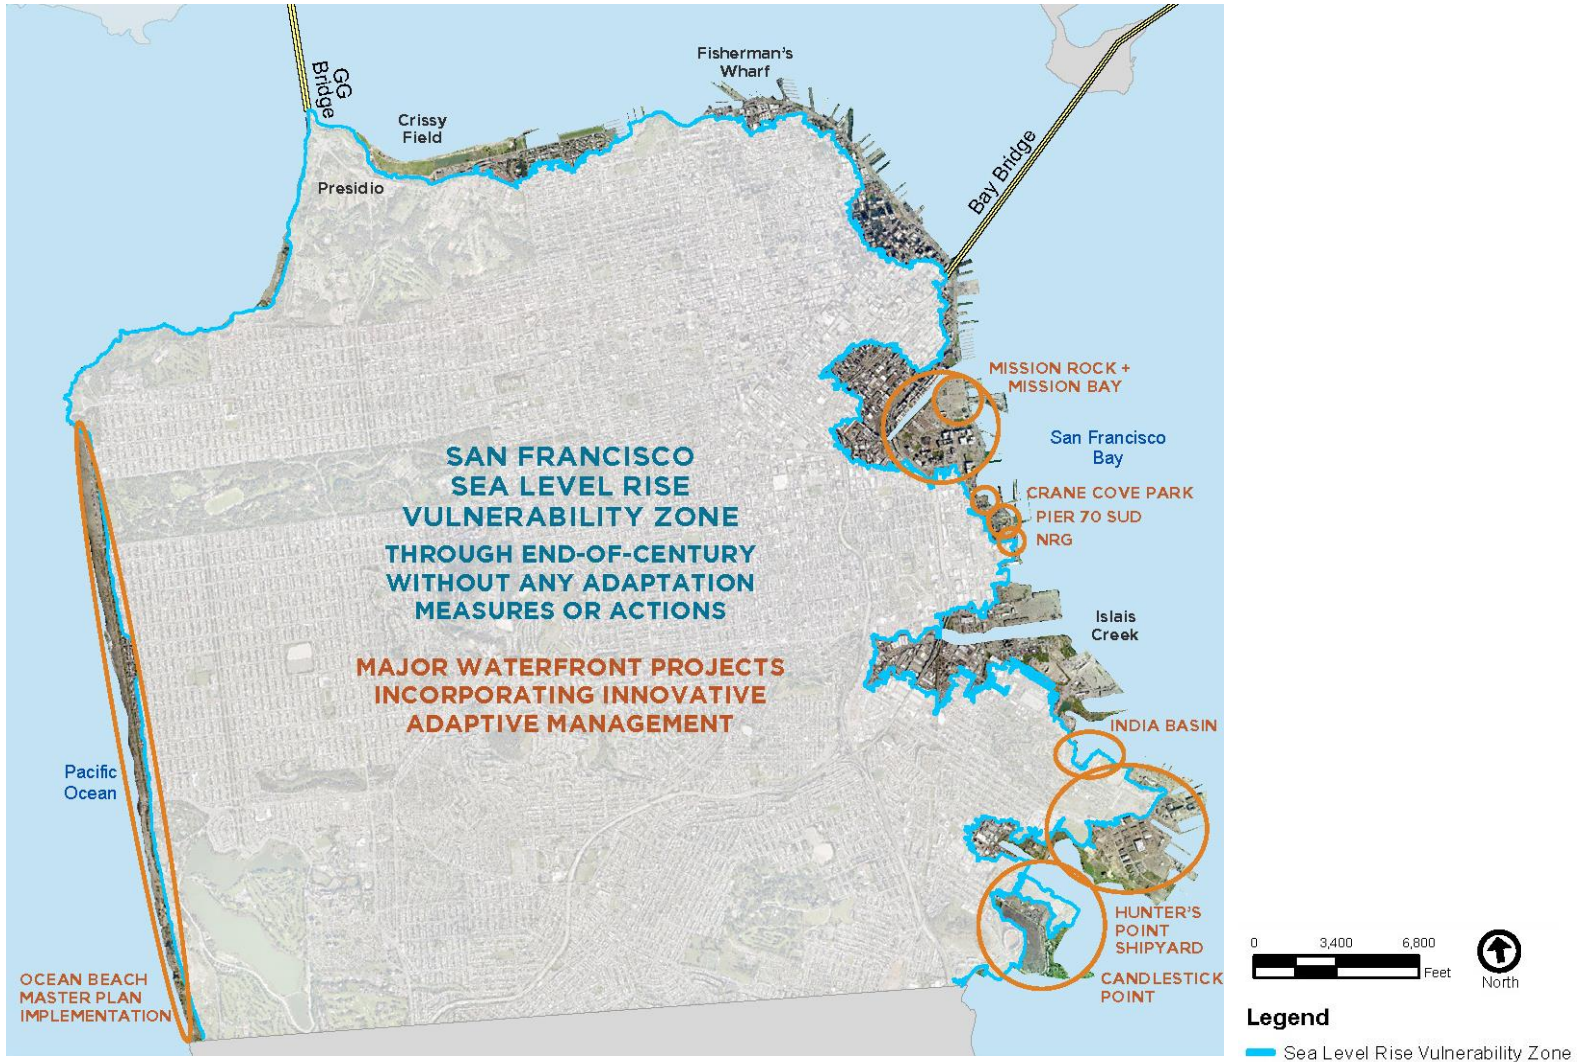 GG
Bridge
Fisherman's
Wharf
Crissy
Field
Presidio
Bay Bridge
MISSION ROCK +
MISSION BAY
San Francisco
Bay
SAN FRANCISCO
SEA LEVEL RISE
VULNERABILITY ZONE
THROUGH END-OF-CENTURY
WITHOUT ANY ADAPTATION
MEASURES OR ACTIONS
CRANE COVE PARK
PIER 70 SUD
NRG
Islais
Creek
MAJOR WATERFRONT PROJECTS
INCORPORATING INNOVATIVE
ADAPTIVE MANAGEMENT
INDIA BASIN
Pacific
Ocean
HUNTER'S
POINT
SHIPYARD
CANDLESTICK
POINT
OCEAN BEACH
MASTER PLAN
IMPLEMENTATION
0 3,400 6,800
Feet
North
Legend
Sea Level Rise Vulnerability Zone